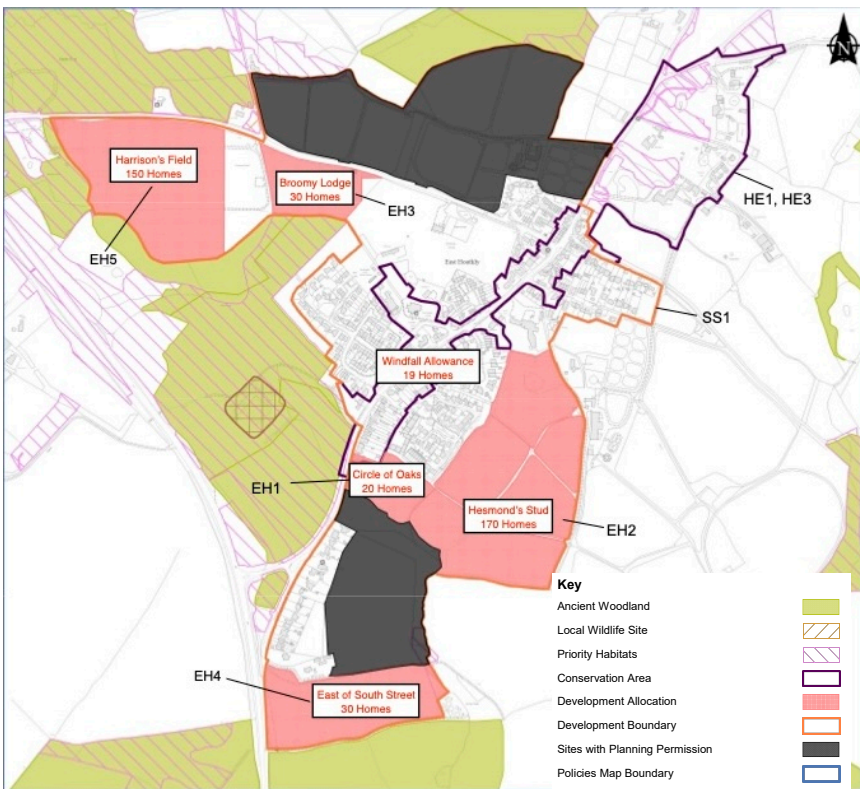 N
Harrison's Field
150 Homes
Broomy Lodge
30 Homes
HE1, HE3
EH3
EH5
East Hoathly
SS1
Windfall Allowance
19 Homes
Circle of Oaks
20 Homes
EH1
Hesmond's Stud
170 Homes
EH2
EH4
East of South Street
30 Homes
Key
Ancient Woodland
Local Wildlife Site
Priority Habitats
Conservation Area
Development Allocation
Development Boundary
Sites with Planning Permission
Policies Map Boundary